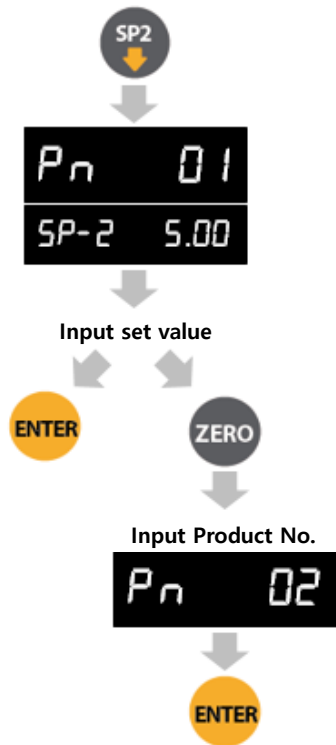 SP2
Pn 01
SP-2 5.00
Input set value
ENTER ZERO
Input Product No.
Pn 02
ENTER